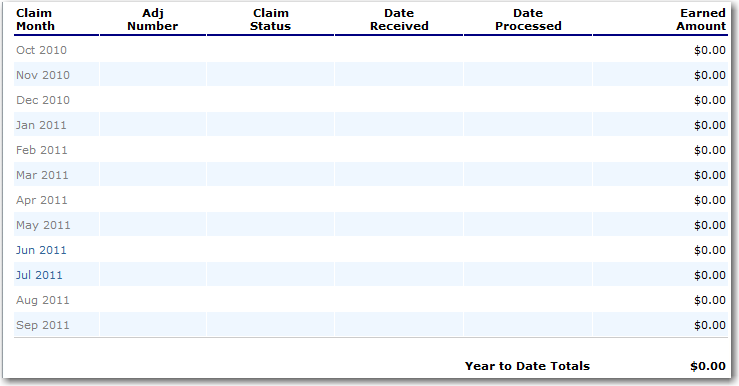 Claim Month Adj Number Claim Status Date Received Date Processed Earned Amount
Oct 2010 $0.00
Nov 2010 $0.00
Dec 2010 $0.00
Jan 2011 $0.00
Feb 2011 $0.00
Mar 2011 $0.00
Apr 2011 $0.00
May 2011 $0.00
Jun 2011 $0.00
Jul 2011 $0.00
Aug 2011 $0.00
Sep 2011 $0.00
Year to Date Totals $0.00